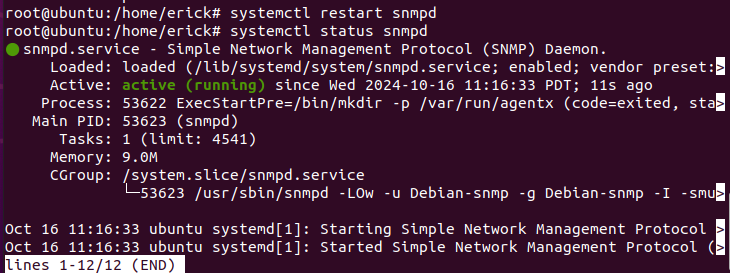 root@ubuntu:/home/erick# systemctl restart snmpd
root@ubuntu:/home/erick# systemctl status snmpd
● snmpd.service - Simple Network Management Protocol (SNMP) Daemon.
     Loaded: loaded (/lib/systemd/system/snmpd.service; enabled; vendor preset:>
     Active: active (running) since Wed 2024-10-16 11:16:33 PDT; 11s ago
    Process: 53622 ExecStartPre=/bin/mkdir -p /var/run/agentx (code=exited, sta>
   Main PID: 53623 (snmpd)
      Tasks: 1 (limit: 4541)
     Memory: 9.0M
     CGroup: /system.slice/snmpd.service
             └─53623 /usr/sbin/snmpd -LOw -u Debian-snmp -g Debian-snmp -I -smu>
Oct 16 11:16:33 ubuntu systemd[1]: Starting Simple Network Management Protocol >
Oct 16 11:16:33 ubuntu systemd[1]: Started Simple Network Management Protocol (>
lines 1-12/12 (END)